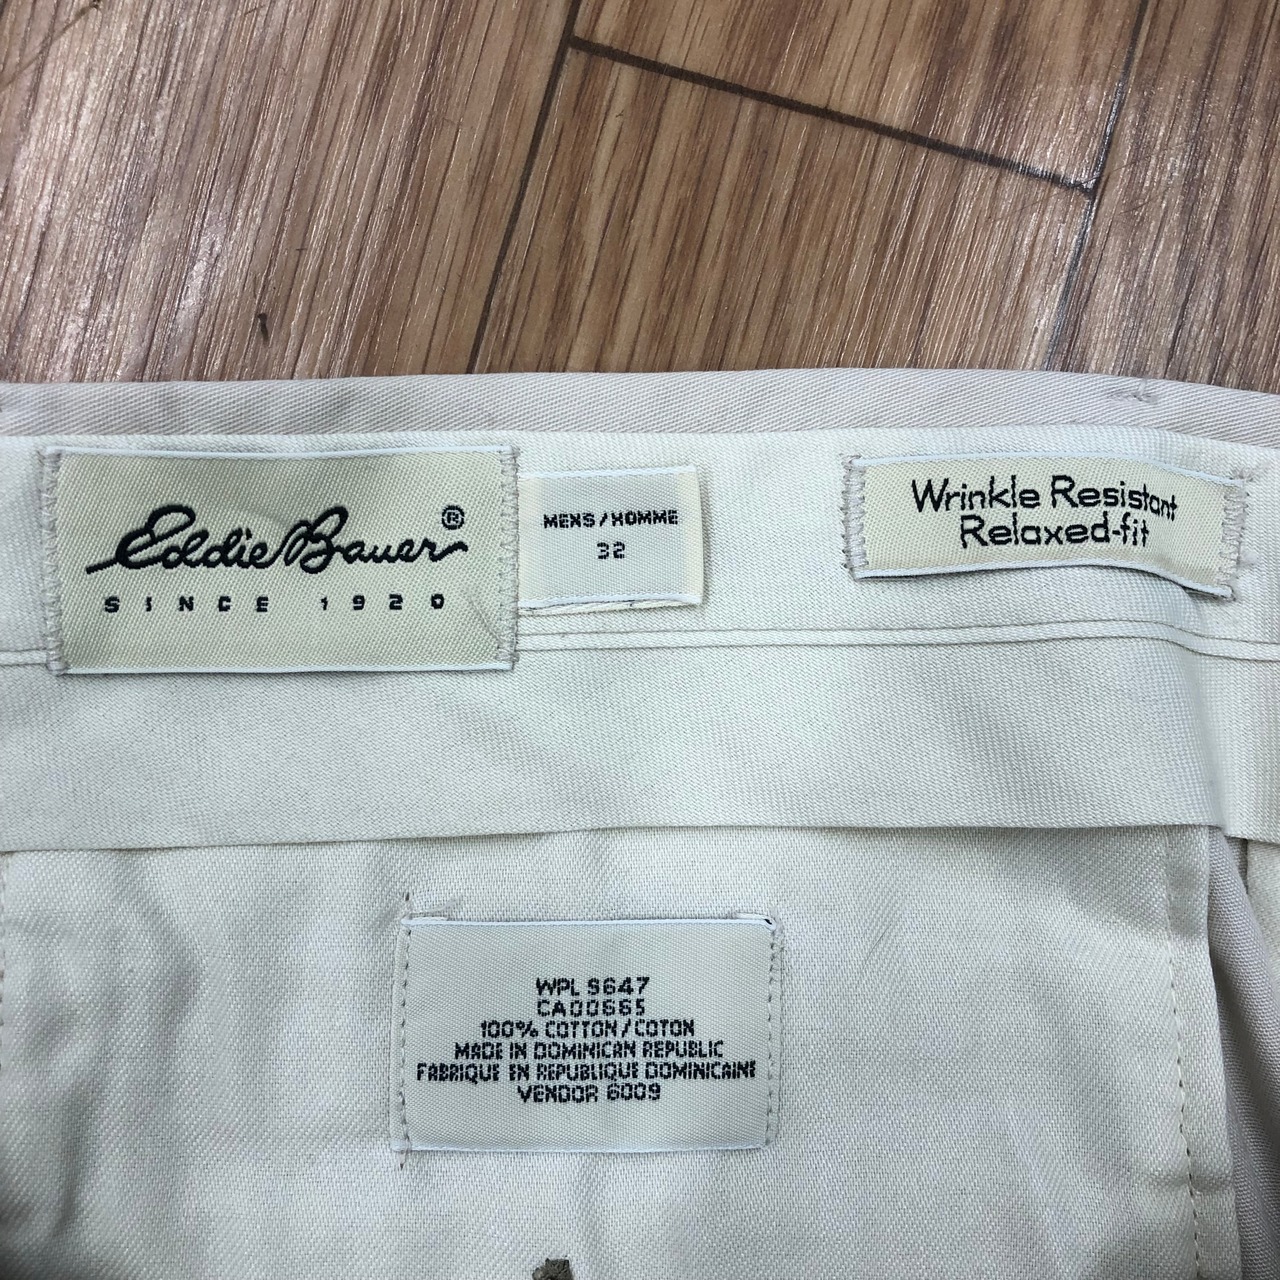 Eddie Bauer®
SINCE 1920
MENS/HOMME
32
Wrinkle Resistant
Relaxed-fit
WPL 9647
CA00665
100% COTTON/COTON
MADE IN DOMINICAN REPUBLIC
FABRIQUE EN REPUBLIQUE DOMINICAINE
VENDOR 6009